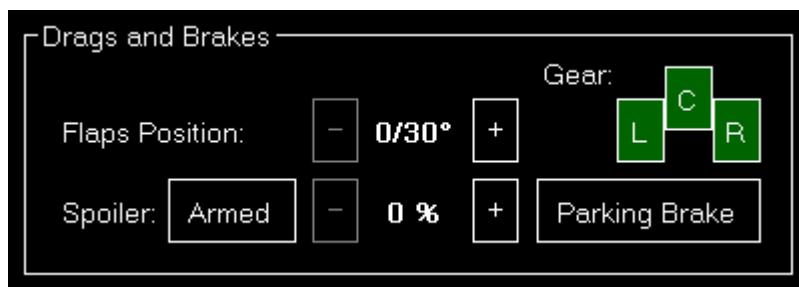 Drags and Brakes
Gear:
C
Flaps Position: − 0/30° + L R
Spoiler: Armed − 0 % + Parking Brake